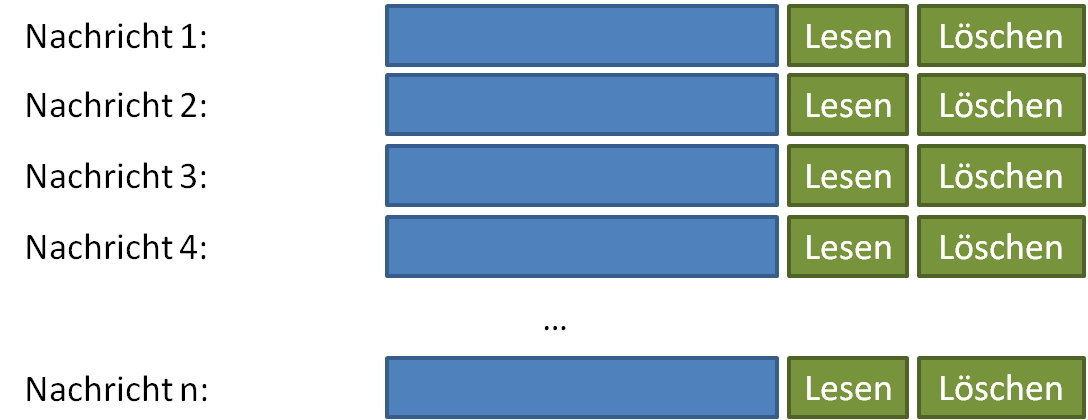 Nachricht 1: Lesen Löschen
Nachricht 2: Lesen Löschen
Nachricht 3: Lesen Löschen
Nachricht 4: Lesen Löschen
...
Nachricht n: Lesen Löschen